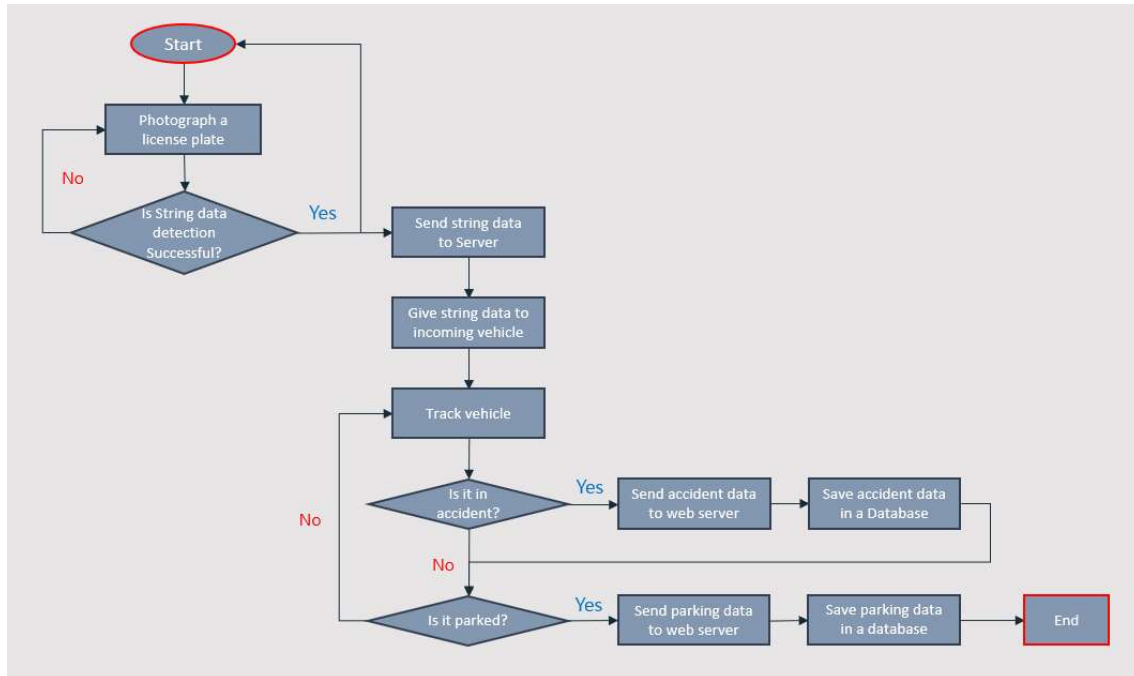 Start
Photograph a
license plate
No
Is String data
detection
Successful?
Yes
Send string data
to Server
Give string data to
incoming vehicle
Track vehicle
Is it in
accident?
Yes
Send accident data
to web server
Save accident data
in a Database
No
No
Is it parked?
Yes
Send parking data
to web server
Save parking data
in a database
End